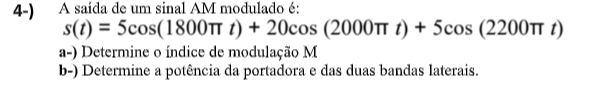 4-) A saída de um sinal AM modulado é:
s(t) = 5cos(1800π t) + 20cos (2000π t) + 5cos (2200π t)
a-) Determine o índice de modulação M
b-) Determine a potência da portadora e das duas bandas laterais.